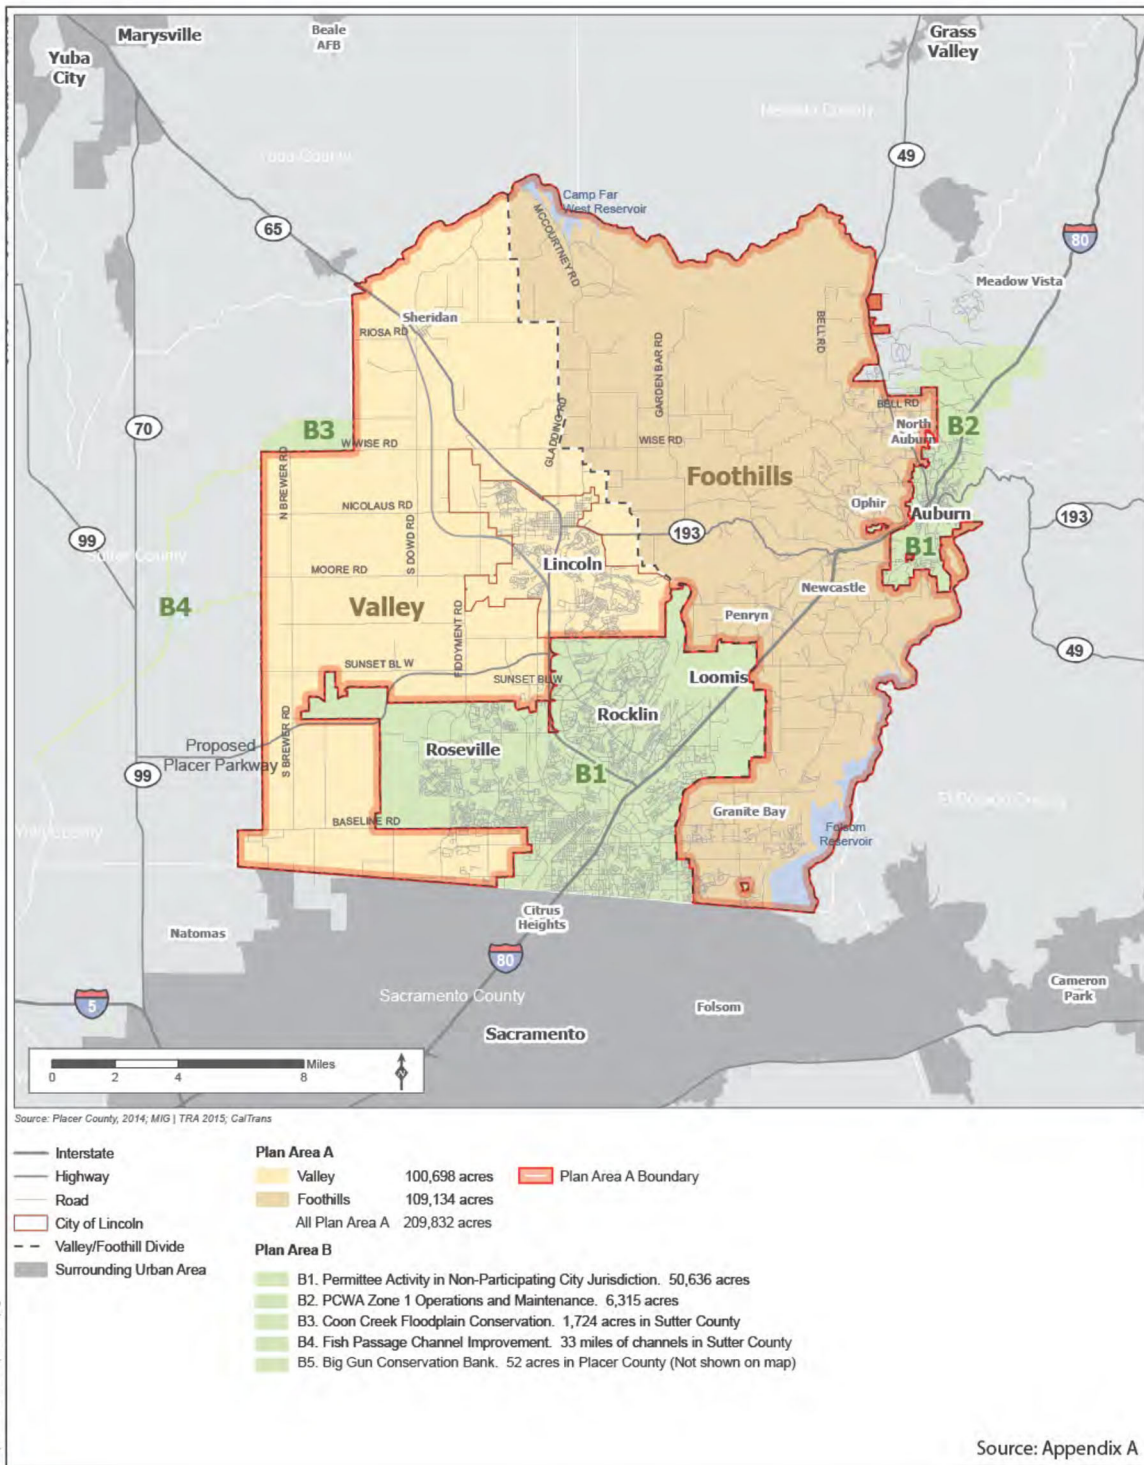 Marysville
Beale
AFB
Grass
Valley
Yuba
City
Nevada County
Yuba County
49
Camp Far
West Reservoir
65
80
MCCOURTNEY RD
Meadow Vista
Sheridan
RIOSA RD
BELL RD
GARDEN BAR RD
BELL RD
70
B3
W WISE RD
GLADDING RD
WISE RD
North
Auburn
B2
N BREWER RD
Foothills
NICOLAUS RD
Ophir
Auburn
193
193
99
S DOWD RD
B1
Sutter County
Lincoln
MOORE RD
Newcastle
B4
Valley
FIDDYMENT RD
Penryn
49
SUNSET BL W
SUNSET BL W
Loomis
Rocklin
S BREWER RD
Roseville
Proposed
Placer Parkway
99
B1
El Dorado County
Granite Bay
BASELINE RD
Folsom
Reservoir
Citrus
Heights
Natomas
80
Cameron
Park
5
Sacramento County
Folsom
Sacramento
Miles
0 2 4 8
N
Source: Placer County, 2014; MIG | TRA 2015; CalTrans
Interstate
Highway
Road
City of Lincoln
Valley/Foothill Divide
Surrounding Urban Area
Plan Area A
Valley 100,698 acres
Plan Area A Boundary
Foothills 109,134 acres
All Plan Area A 209,832 acres
Plan Area B
B1. Permittee Activity in Non-Participating City Jurisdiction. 50,636 acres
B2. PCWA Zone 1 Operations and Maintenance. 6,315 acres
B3. Coon Creek Floodplain Conservation. 1,724 acres in Sutter County
B4. Fish Passage Channel Improvement. 33 miles of channels in Sutter County
B5. Big Gun Conservation Bank. 52 acres in Placer County (Not shown on map)
Source: Appendix A